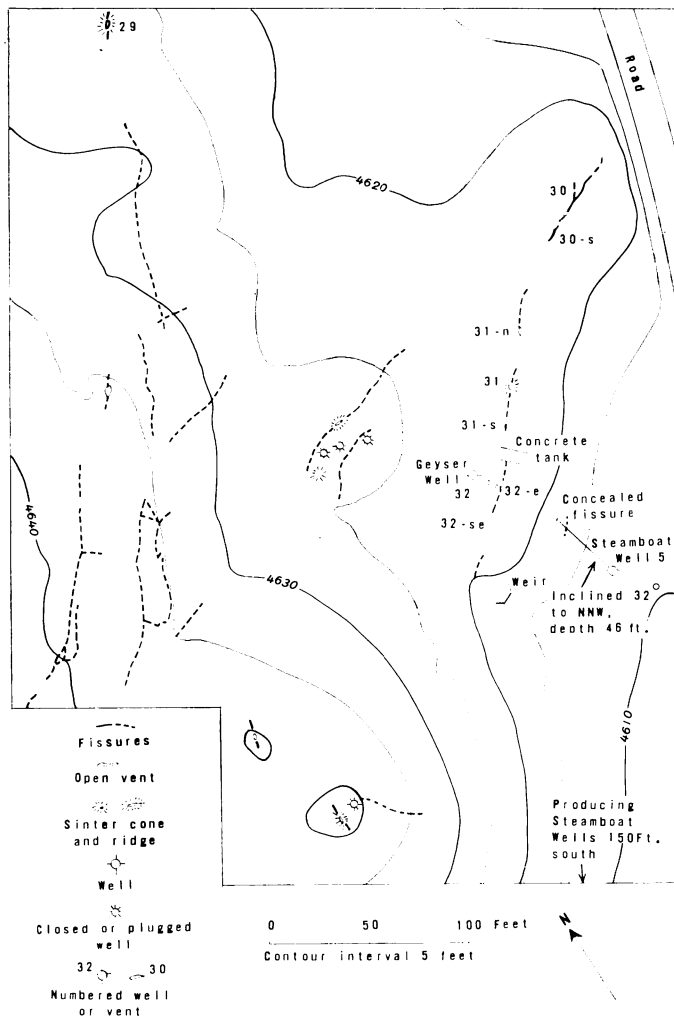 29
Road
4620
30
30-s
31-n
31
31-s
Concrete
tank
Geyser
Well
32
32-e
32-se
Concealed
fissure
Steamboat
Well 5
4640
4630
Weir
Inclined 32°
to NNW,
depth 46 ft.
4610
Fissures
Open vent
Sinter cone
and ridge
Well
Closed or plugged
well
32 30
Numbered well
or vent
Producing
Steamboat
Wells 150Ft.
south
0 50 100 Feet
Contour interval 5 feet
N